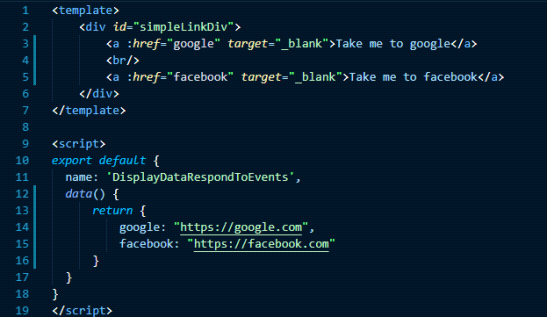 1 <template>
2 <div id="simpleLinkDiv">
3 <a :href="google" target="_blank">Take me to google</a>
4 <br/>
5 <a :href="facebook" target="_blank">Take me to facebook</a>
6 </div>
7 </template>
8
9 <script>
10 export default {
11 name: 'DisplayDataRespondToEvents',
12 data() {
13 return {
14 google: "https://google.com",
15 facebook: "https://facebook.com"
16 }
17 }
18 }
19 </script>